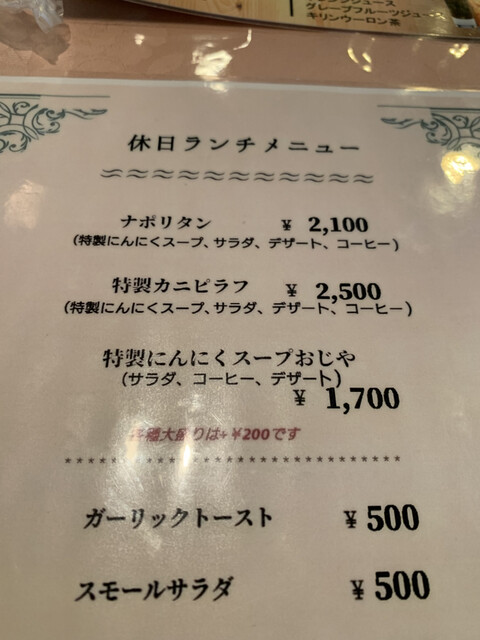 グレープフルーツジュース
キリンウーロン茶
休日ランチメニュー
ナポリタン ¥ 2,100
(特製にんにくスープ、サラダ、デザート、コーヒー)
特製カニピラフ ¥ 2,500
(特製にんにくスープ、サラダ、デザート、コーヒー)
特製にんにくスープおじや
(サラダ、コーヒー、デザート)
¥ 1,700
各種大盛りは+¥200です
ガーリックトースト ¥ 500
スモールサラダ ¥ 500